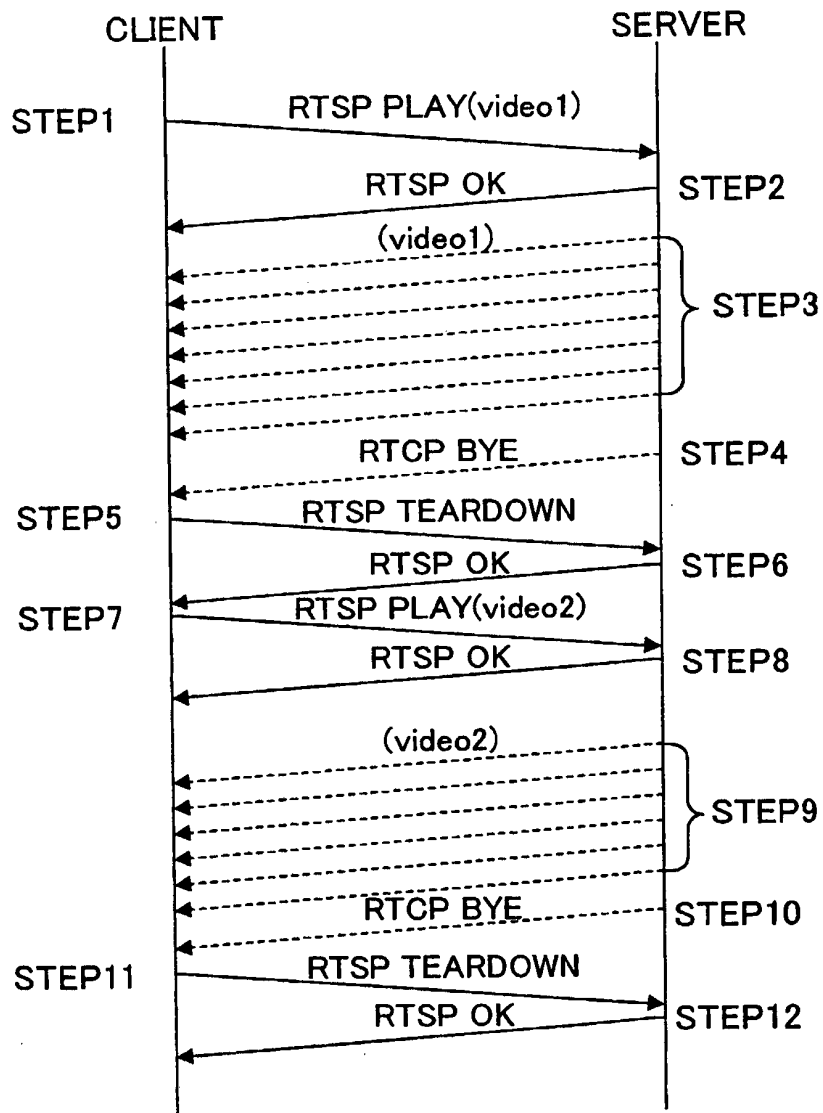 CLIENT
SERVER
STEP1
RTSP PLAY(video1)
RTSP OK
STEP2
(video1)
STEP3
RTCP BYE
STEP4
STEP5
RTSP TEARDOWN
RTSP OK
STEP6
STEP7
RTSP PLAY(video2)
RTSP OK
STEP8
(video2)
STEP9
RTCP BYE
STEP10
STEP11
RTSP TEARDOWN
RTSP OK
STEP12